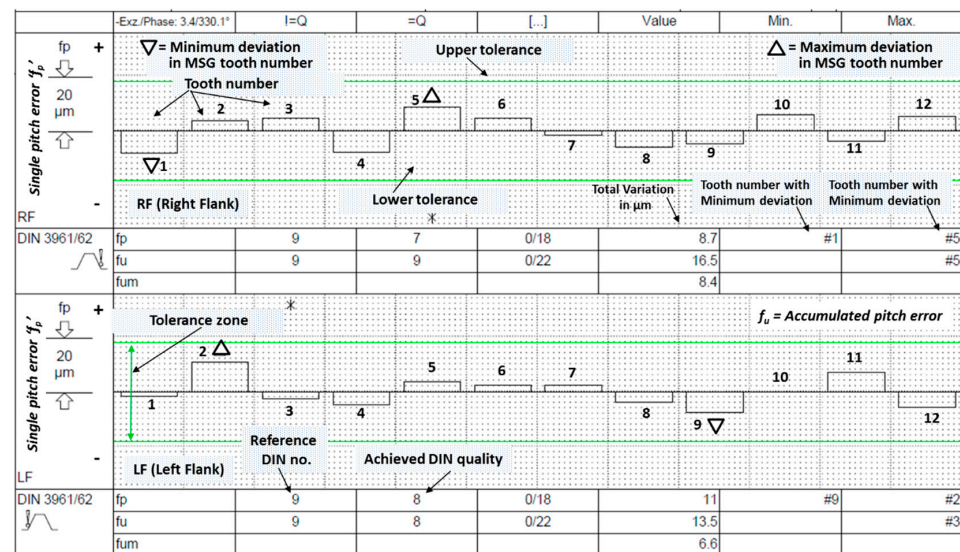 -Exz./Phase: 3.4/330.1° !=Q =Q [...] Value Min. Max.
fp +
20
μm
-
Single pitch error 'fp'
RF
▽ = Minimum deviation
in MSG tooth number
Tooth number
Upper tolerance
△ = Maximum deviation
in MSG tooth number
1 2 3 4 5 6 7 8 9 10 11 12
RF (Right Flank)
Lower tolerance
*
Total Variation
in μm
Tooth number with
Minimum deviation
Tooth number with
Minimum deviation
DIN 3961/62 fp 9 7 0/18 8.7 #1 #5
fu 9 9 0/22 16.5 #5
fum 8.4
fp +
20
μm
-
Single pitch error 'fp'
LF
*
Tolerance zone
fu = Accumulated pitch error
1 2 3 4 5 6 7 8 9 10 11 12
LF (Left Flank)
Reference
DIN no.
Achieved DIN quality
DIN 3961/62 fp 9 8 0/18 11 #9 #2
fu 9 8 0/22 13.5 #3
fum 6.6